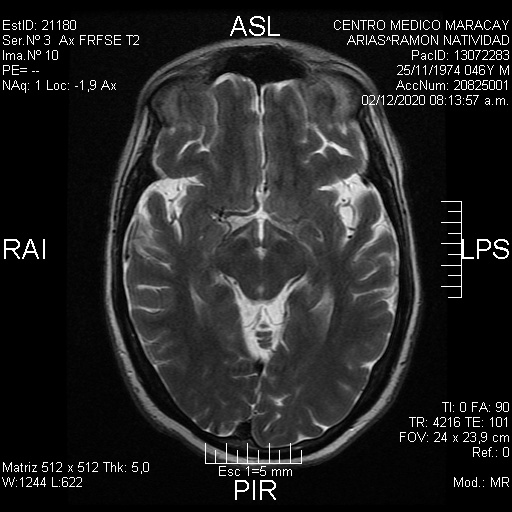 EstID: 21180
Ser.Nº 3 Ax FRFSE T2
Ima.Nº 10
PE= --
NAq: 1 Loc: -1,9 Ax
ASL
CENTRO MEDICO MARACAY
ARIAS^RAMON NATIVIDAD
PacID: 13072283
25/11/1974 046Y M
AccNum: 20825001
02/12/2020 08:13:57 a.m.
RAI
LPS
TI: 0 FA: 90
TR: 4216 TE: 101
FOV: 24 x 23,9 cm
Ref.: 0
Matriz 512 x 512 Thk: 5,0
W:1244 L:622
Esc 1=5 mm
PIR
Mod.: MR